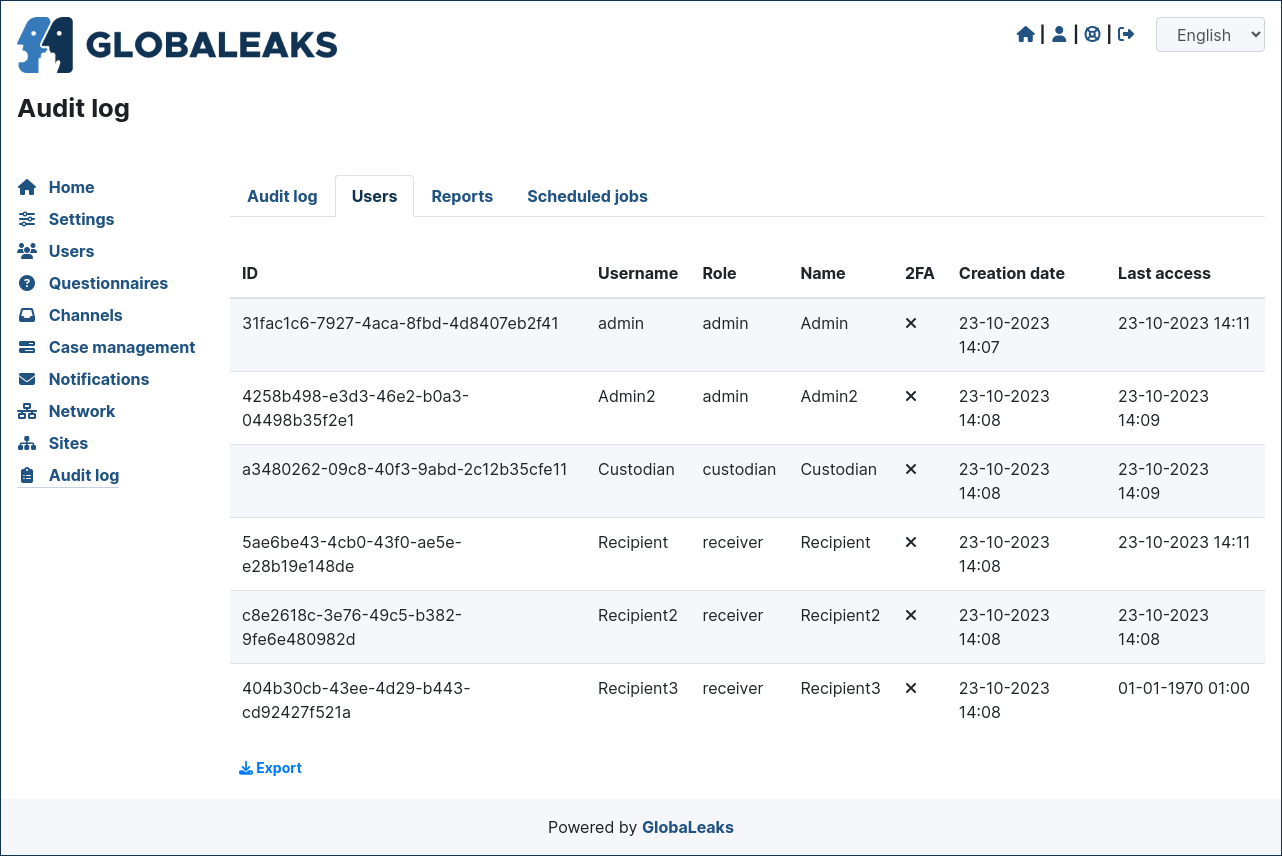 GLOBALEAKS
| | |
English
Audit log
Home
Settings
Users
Questionnaires
Channels
Case management
Notifications
Network
Sites
Audit log
Audit log Users Reports Scheduled jobs
ID Username Role Name 2FA Creation date Last access
31fac1c6-7927-4aca-8fbd-4d8407eb2f41 admin admin Admin 23-10-2023 23-10-2023 14:11
14:07
4258b498-e3d3-46e2-b0a3- Admin2 admin Admin2 23-10-2023 23-10-2023
04498b35f2e1 14:08 14:09
a3480262-09c8-40f3-9abd-2c12b35cfe11 Custodian custodian Custodian 23-10-2023 23-10-2023
14:08 14:09
5ae6be43-4cb0-43f0-ae5e- Recipient receiver Recipient 23-10-2023 23-10-2023 14:11
e28b19e148de 14:08
c8e2618c-3e76-49c5-b382- Recipient2 receiver Recipient2 23-10-2023 23-10-2023
9fe6e480982d 14:08 14:08
404b30cb-43ee-4d29-b443- Recipient3 receiver Recipient3 23-10-2023 01-01-1970 01:00
cd92427f521a 14:08
Export
Powered by GlobaLeaks